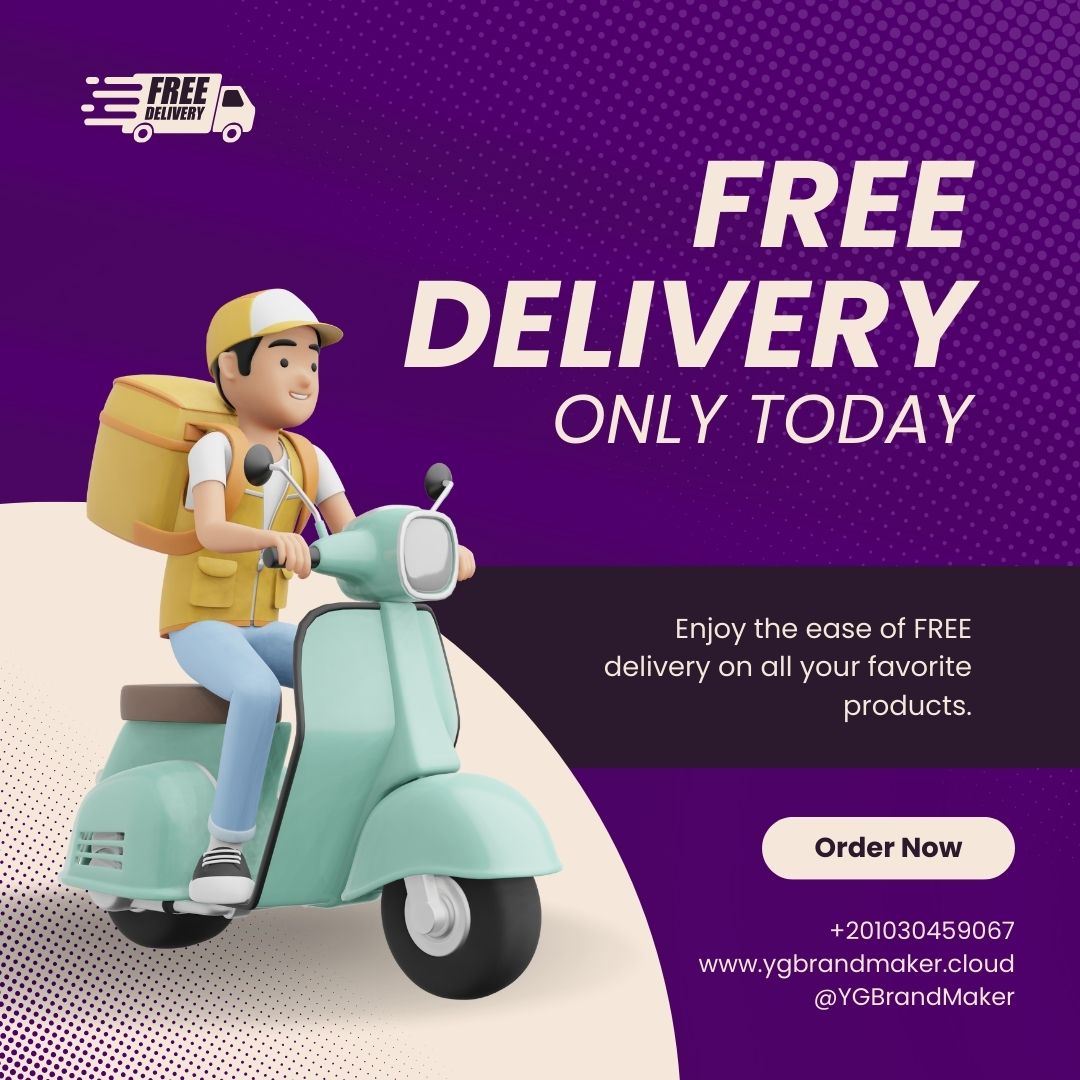 FREE
DELIVERY
FREE
DELIVERY
ONLY TODAY
Enjoy the ease of FREE
delivery on all your favorite
products.
Order Now
+201030459067
www.ygbrandmaker.cloud
@YGBrandMaker